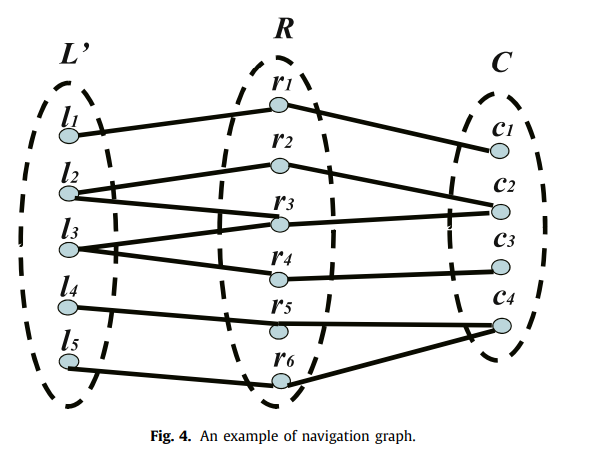 L’ R C
l1 r1 c1
l2 r2 c2
l3 r3 c3
l4 r4 c4
l5 r5
r6
Fig. 4. An example of navigation graph.